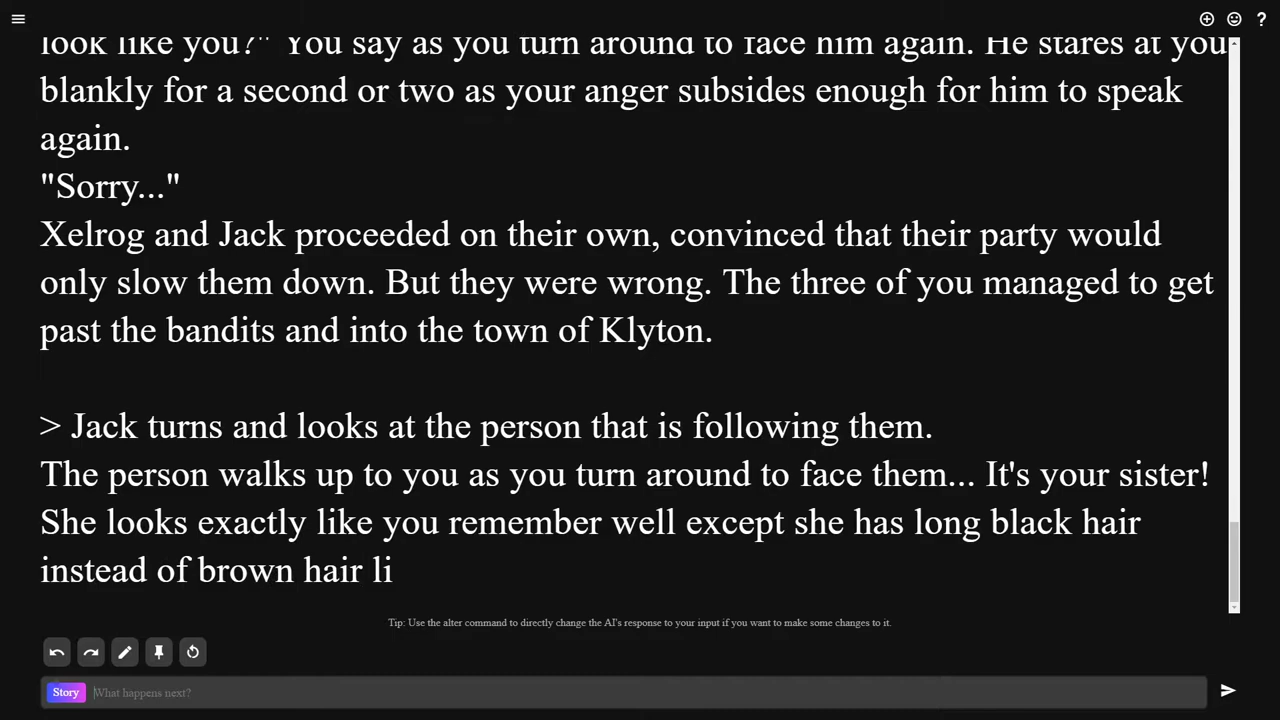 look like you?" You say as you turn around to face him again. He stares at you
blankly for a second or two as your anger subsides enough for him to speak
again.
"Sorry..."
Xelrog and Jack proceeded on their own, convinced that their party would
only slow them down. But they were wrong. The three of you managed to get
past the bandits and into the town of Klyton.
> Jack turns and looks at the person that is following them.
The person walks up to you as you turn around to face them... It's your sister!
She looks exactly like you remember well except she has long black hair
instead of brown hair li
Tip: Use the alter command to directly change the AI's response to your input if you want to make some changes to it.
Story What happens next?